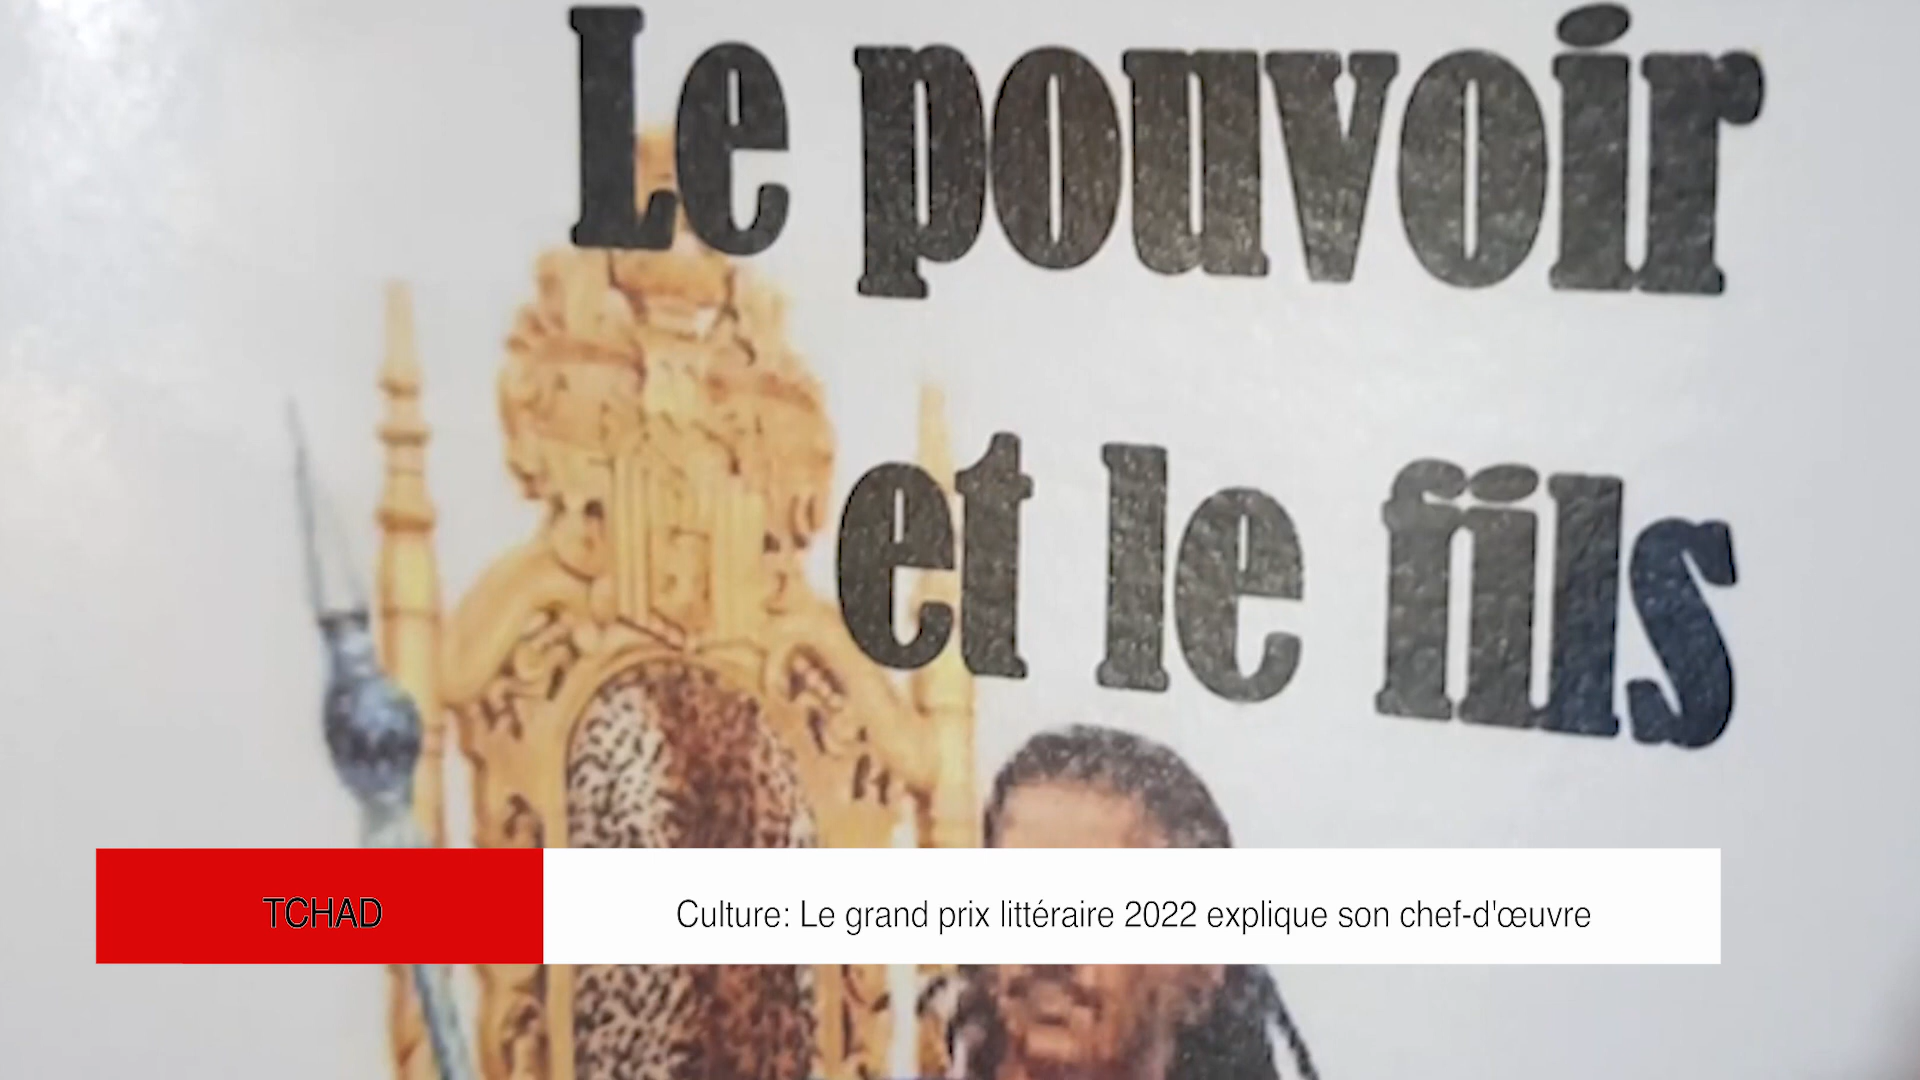 Le pouvoir
et le fils
TCHAD
Culture: Le grand prix littéraire 2022 explique son chef-d'œuvre